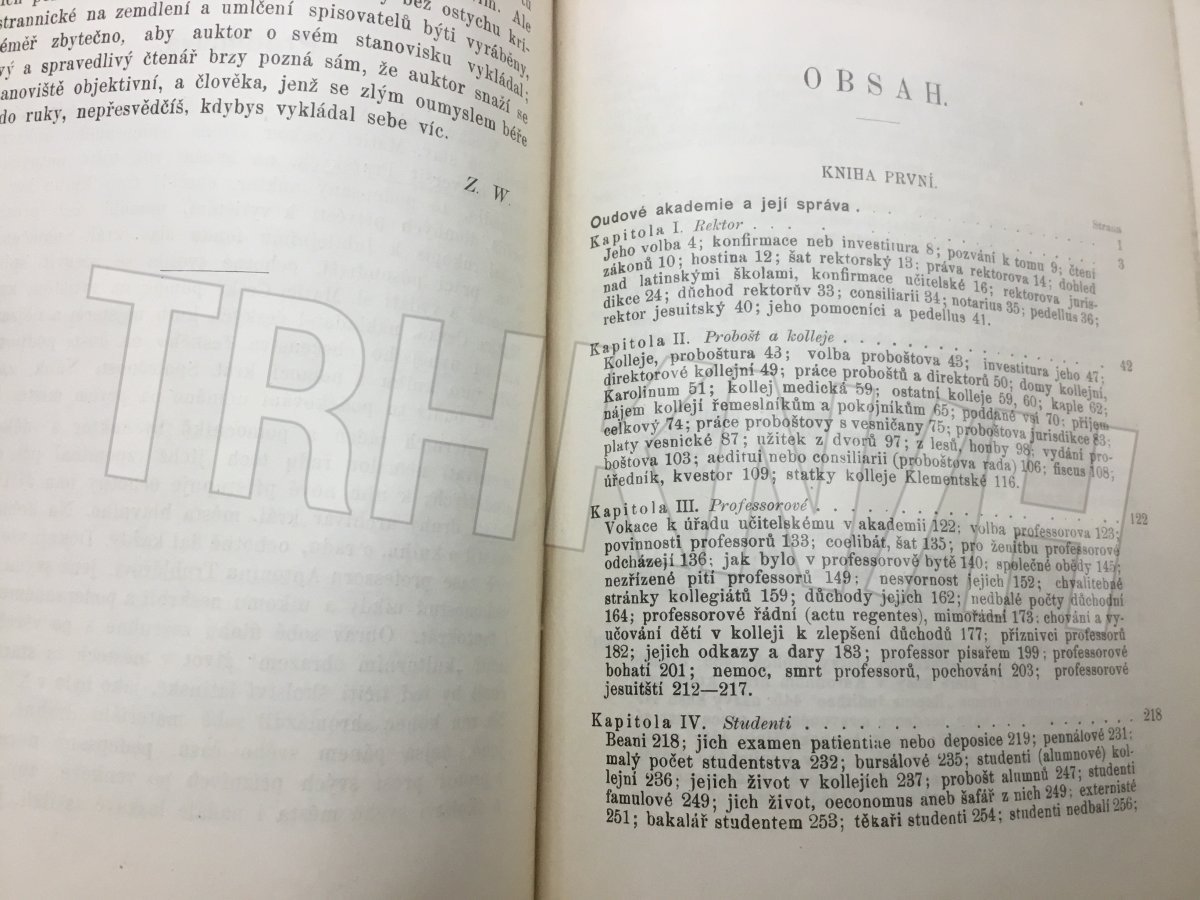 bez ostychu kri-
strannické na zemdlení a umlčení spisovatelů býti vyráběny,
zbytečno, aby auktor o svém stanovisku vykládal;
a spravedlivý čtenář brzy pozná sám, že auktor snaží se
objektivní, a člověka, jenž se zlým oumyslem béře
do ruky, nepřesvědčíš, kdybys vykládal sebe víc.
Z. W.
OBSAH.
KNIHA PRVNÍ.
Strana
Oudové akademie a její správa . . . 1
Kapitola I. Rektor . . . 3
Jeho volba 4; konfirmace neb investitura 8; pozvání k tomu 9; čtení
zákonů 10; hostina 12; šat rektorský 13; práva rektorova 14; dohled
nad latinskými školami, konfirmace učitelské 16; rektorova juris-
dikce 24; důchod rektorův 33; consiliarii 34; notarius 35; pedellus 36;
rektor jesuitský 40; jeho pomocníci a pedellus 41.
Kapitola II. Probošt a kolleje . . . 42
Kolleje, proboštura 43; volba proboštova 43; investitura jeho 47;
direktorové kollejní 49; práce proboštů a direktorů 50; domy kollejní,
Karolinum 51; kollej medická 59; ostatní kolleje 59, 60; kaple 62;
nájem kollejí řemeslníkům a pokojníkům 65; poddané vsi 70; příjem
celkový 74; práce proboštovy s vesničany 75; proboštova jurisdikce 83;
platy vesnické 87; užitek z dvorů 97; z lesů, honby 98; vydání pro-
boštova 103; aeditui nebo consiliarii (proboštova rada) 106; fiscus 108;
úředník, kvestor 109; statky kolleje Klementské 116.
Kapitola III. Professorové . . . 122
Vokace k úřadu učitelskému v akademii 122; volba professorova 123;
povinnosti professorů 133; coelibát, šat 135; pro ženitbu professorové
odcházejí 136; jak bylo v professorově bytě 140; společné obědy 145;
nezřízené pití professorů 149; nesvornost jejich 152; chvalitebné
stránky kollegiátů 159; důchody jejich 162; nedbalé počty důchodní
164; professorové řádní (actu regentes), mimořádní 173; chování a vy-
učování dětí v kolleji k zlepšení důchodů 177; příznivci professorů
182; jejich odkazy a dary 183; professor písařem 199; professorové
bohatí 201; nemoc, smrt professorů, pochování 203; professorové
jesuitští 212—217.
Kapitola IV. Studenti . . . 218
Beani 218; jich examen patientiae nebo deposice 219; pennálové 231;
malý počet studentstva 232; bursálové 235; studenti (alumnové) kol-
lejní 236; jejich život v kollejích 237; probošt alumnů 247; studenti
famulové 249; jich život, oeconomus aneb šafář z nich 249; externisté
251; bakalář studentem 253; těkaři studenti 254; studenti nedbalí 256;
TRHKNIH